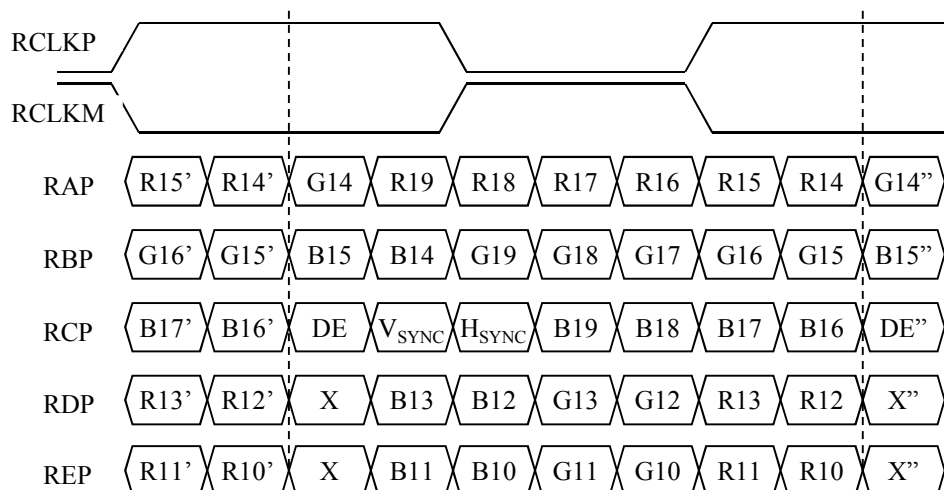 RCLKP
RCLKM
RAP R15’ R14’ G14 R19 R18 R17 R16 R15 R14 G14”
RBP G16’ G15’ B15 B14 G19 G18 G17 G16 G15 B15”
RCP B17’ B16’ DE VSYNC HSYNC B19 B18 B17 B16 DE”
RDP R13’ R12’ X B13 B12 G13 G12 R13 R12 X”
REP R11’ R10’ X B11 B10 G11 G10 R11 R10 X”